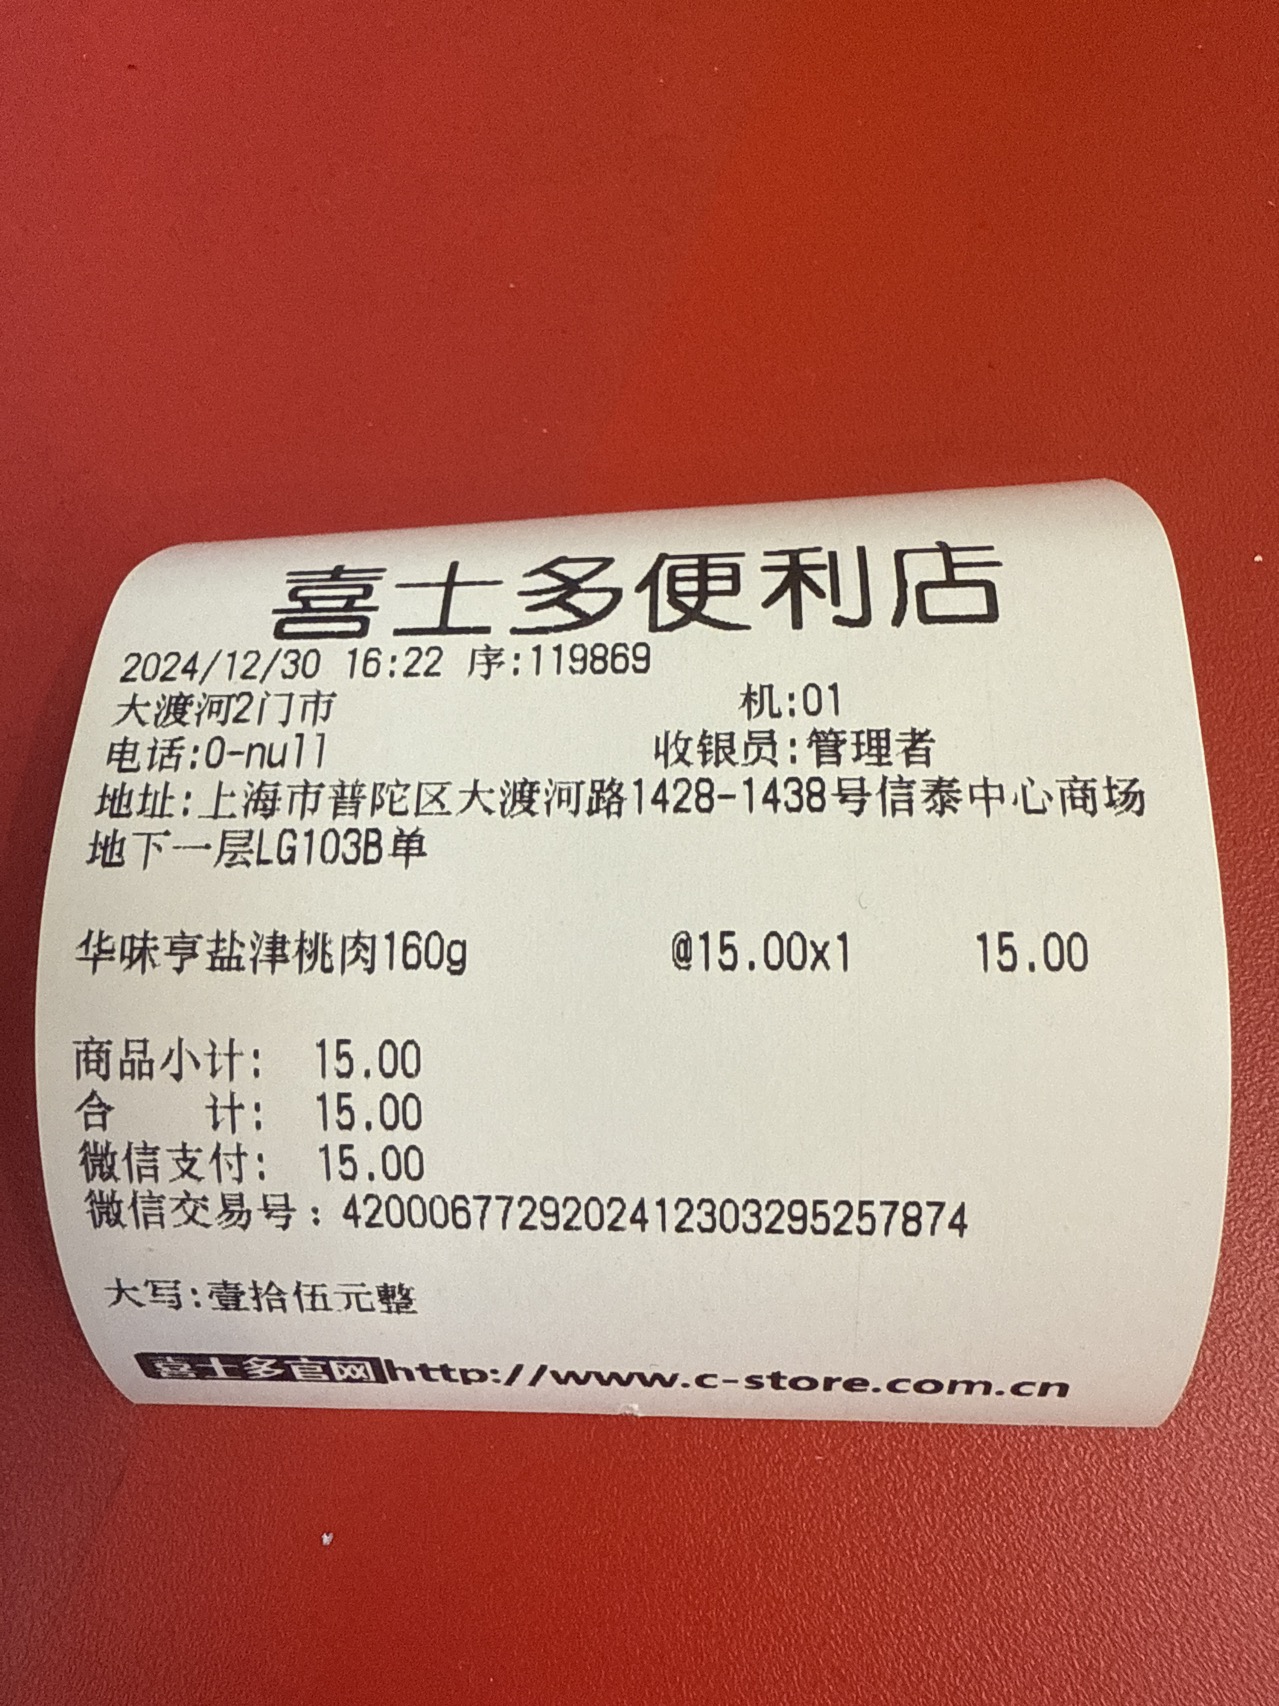 喜士多便利店
2024/12/30 16:22 序:119869
大渡河2门市 机:01
电话:0-null 收银员:管理者
地址:上海市普陀区大渡河路1428-1438号信泰中心商场
地下一层LG103B单
华味亨盐津桃肉160g @15.00x1 15.00
商品小计: 15.00
合 计: 15.00
微信支付: 15.00
微信交易号：4200067729202412303295257874
大写:壹拾伍元整
喜士多官网http://www.c-store.com.cn